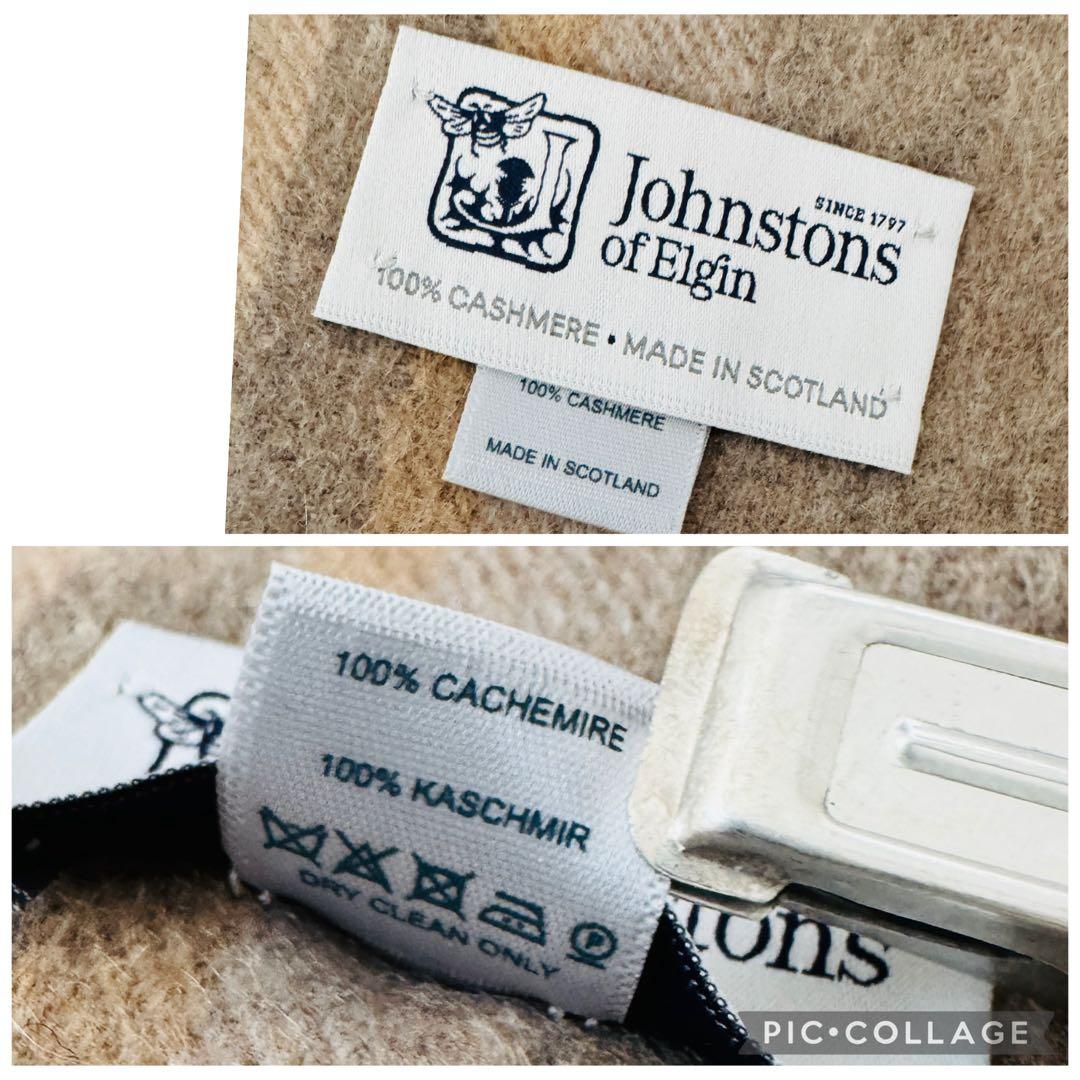 SINCE 1797
Johnstons
of Elgin
100% CASHMERE • MADE IN SCOTLAND
100% CASHMERE
MADE IN SCOTLAND
100% CACHEMIRE
100% KASCHMIR
P
DRY CLEAN ONLY
tons
PIC•COLLAGE